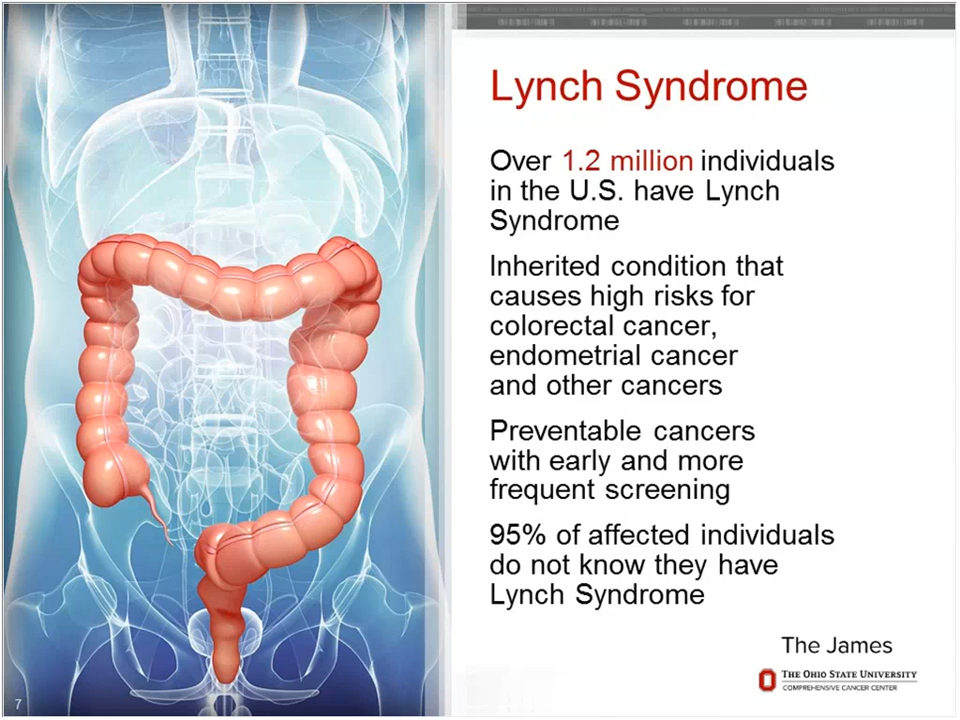 Lynch Syndrome
Over 1.2 million individuals
in the U.S. have Lynch
Syndrome
Inherited condition that
causes high risks for
colorectal cancer,
endometrial cancer
and other cancers
Preventable cancers
with early and more
frequent screening
95% of affected individuals
do not know they have
Lynch Syndrome
The James
THE OHIO STATE UNIVERSITY
COMPREHENSIVE CANCER CENTER
7